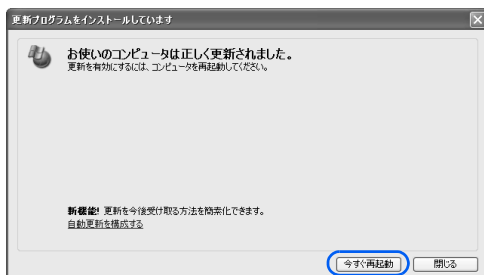 更新プログラムをインストールしています
お使いのコンピュータは正しく更新されました。
更新を有効にするには、コンピュータを再起動してください。
新機能! 更新を今後受け取る方法を簡素化できます。
自動更新を構成する
今すぐ再起動
閉じる